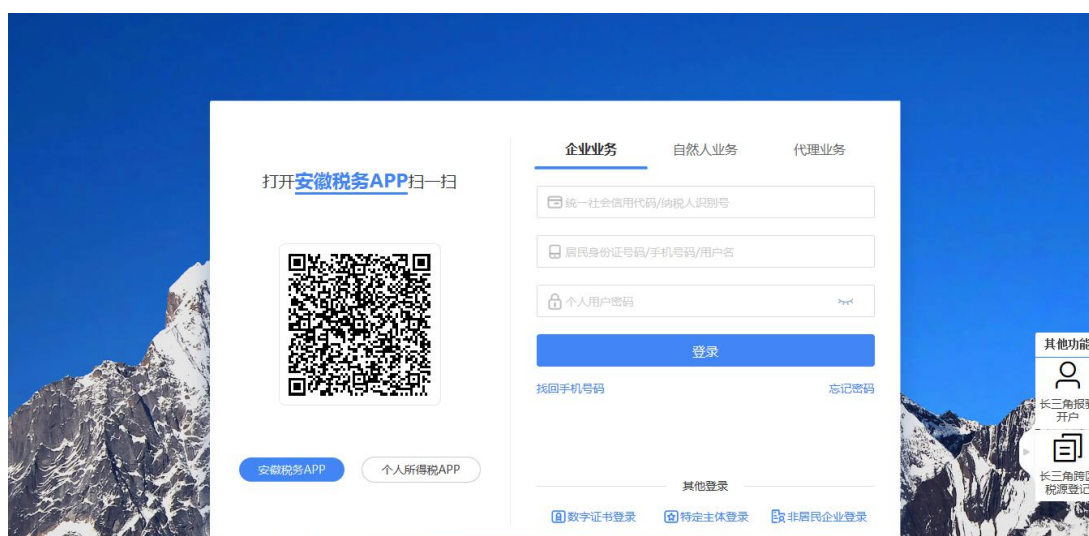 打开安徽税务APP扫一扫
安徽税务APP
个人所得税APP
企业业务
自然人业务
代理业务
统一社会信用代码/纳税人识别号
居民身份证号码/手机号码/用户名
个人用户密码
登录
找回手机号码
忘记密码
其他登录
数字证书登录
特定主体登录
非居民企业登录
其他功能
长三角报
开户
长三角跨
税源登记